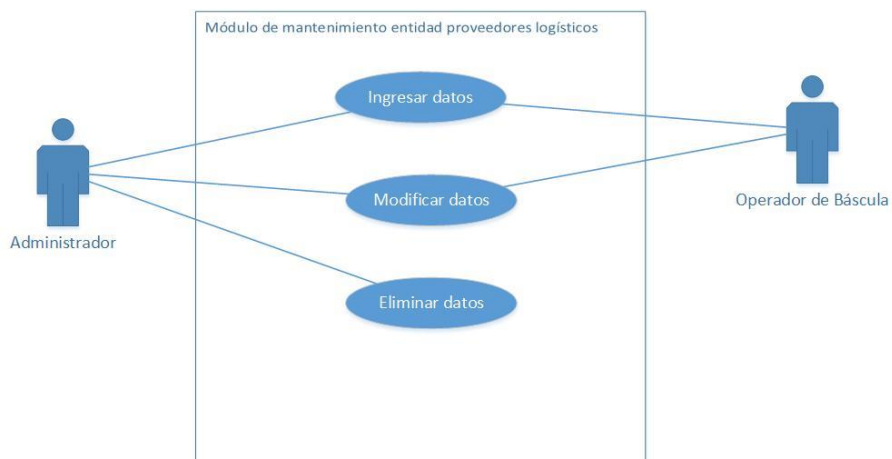 Módulo de mantenimiento entidad proveedores logísticos
Ingresar datos
Modificar datos
Operador de Báscula
Administrador
Eliminar datos